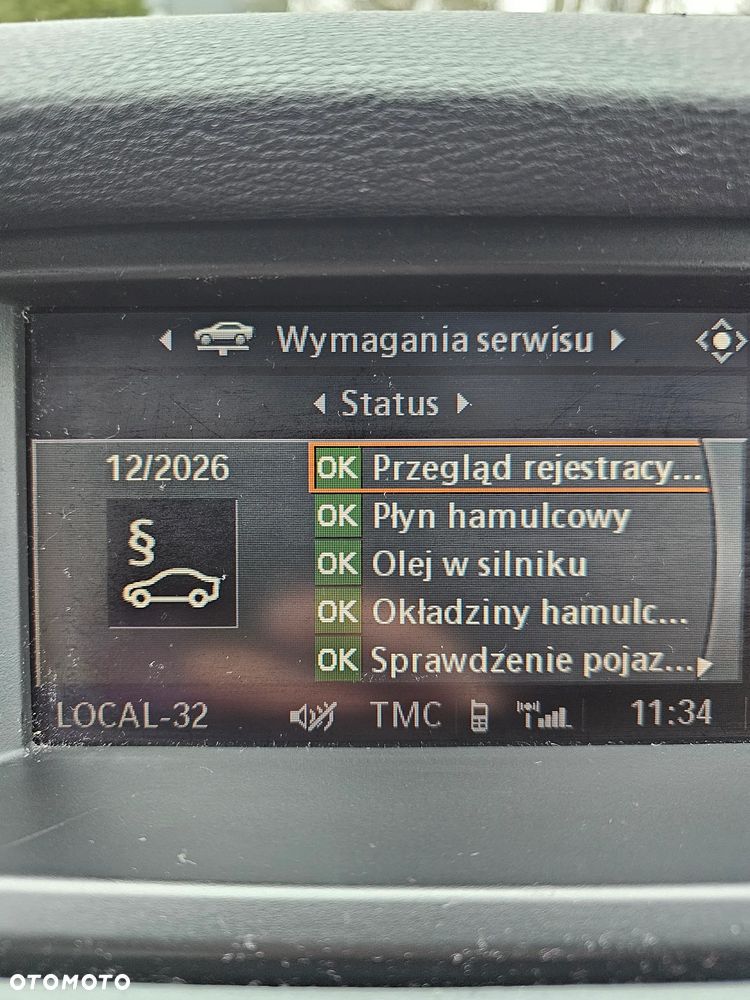 Wymagania serwisu
Status
12/2026
§
OK Przegląd rejestracy...
OK Płyn hamulcowy
OK Olej w silniku
OK Okładziny hamulc...
OK Sprawdzenie pojaz...
LOCAL-32 TMC 11:34
OTOMOTO